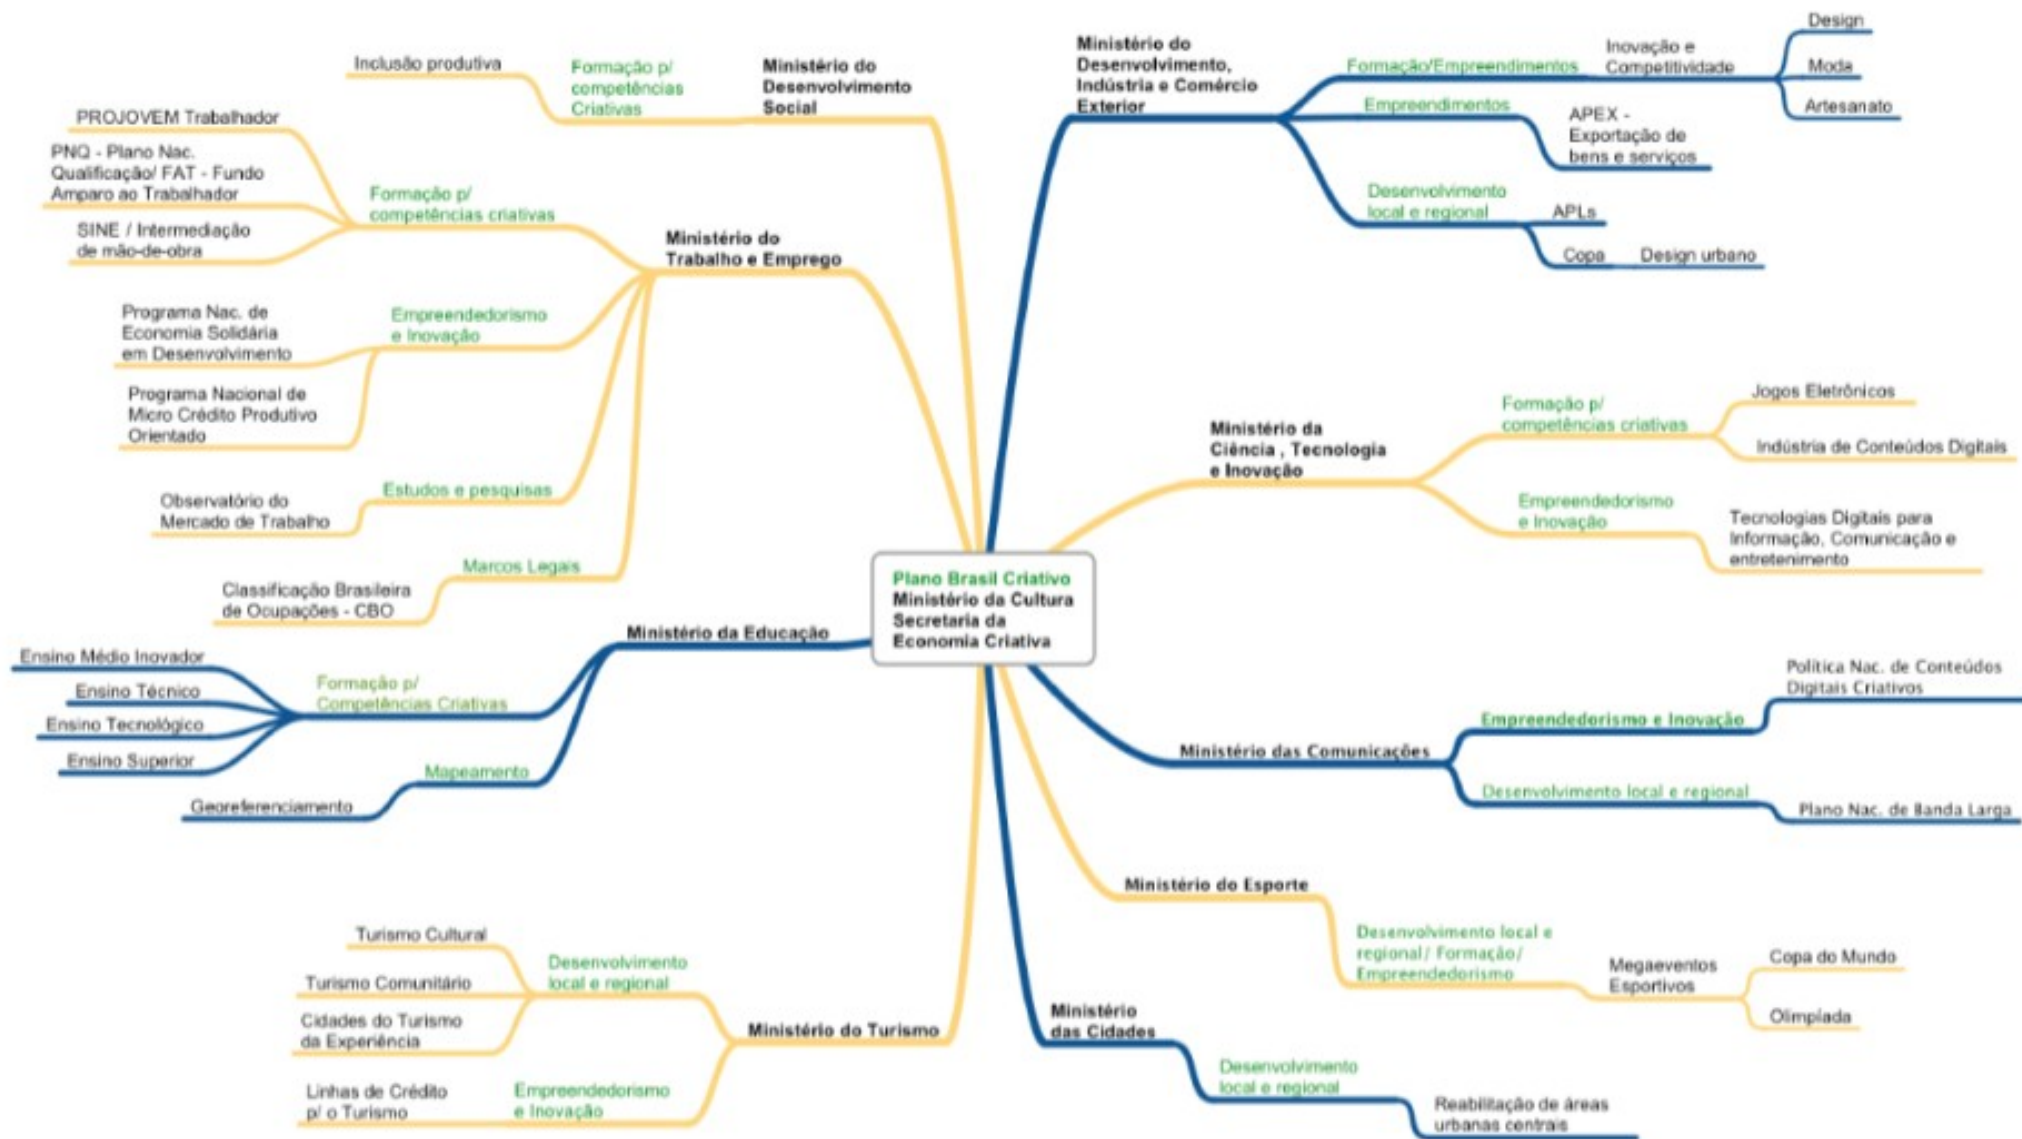 Plano Brasil Criativo
Ministério da Cultura
Secretaria da
Economia Criativa
Ministério do
Desenvolvimento
Social
Formação p/
competências
Criativas
Inclusão produtiva
Ministério do
Trabalho e Emprego
Formação p/
competências criativas
PROJOVEM Trabalhador
PNQ - Plano Nac.
Qualificação/ FAT - Fundo
Amparo ao Trabalhador
SINE / Intermediação
de mão-de-obra
Empreendedorismo
e Inovação
Programa Nac. de
Economia Solidária
em Desenvolvimento
Programa Nacional de
Micro Crédito Produtivo
Orientado
Estudos e pesquisas
Observatório do
Mercado de Trabalho
Marcos Legais
Classificação Brasileira
de Ocupações - CBO
Ministério da Educação
Formação p/
Competências Criativas
Ensino Médio Inovador
Ensino Técnico
Ensino Tecnológico
Ensino Superior
Mapeamento
Georeferenciamento
Ministério do Turismo
Desenvolvimento
local e regional
Turismo Cultural
Turismo Comunitário
Cidades do Turismo
da Experiência
Empreendedorismo
e Inovação
Linhas de Crédito
p/ o Turismo
Ministério do
Desenvolvimento,
Indústria e Comércio
Exterior
Formação/Empreendimentos
Inovação e
Competitividade
Design
Moda
Artesanato
Empreendimentos
APEX -
Exportação de
bens e serviços
Desenvolvimento
local e regional
APLs
Copa
Design urbano
Ministério da
Ciência , Tecnologia
e Inovação
Formação p/
competências criativas
Jogos Eletrônicos
Indústria de Conteúdos Digitais
Empreendedorismo
e Inovação
Tecnologias Digitais para
Informação, Comunicação e
entretenimento
Ministério das Comunicações
Empreendedorismo e Inovação
Política Nac. de Conteúdos
Digitais Criativos
Desenvolvimento local e regional
Plano Nac. de Banda Larga
Ministério do Esporte
Desenvolvimento local e
regional/ Formação/
Empreendedorismo
Megaeventos
Esportivos
Copa do Mundo
Olimpíada
Ministério
das Cidades
Desenvolvimento
local e regional
Reabilitação de áreas
urbanas centrais